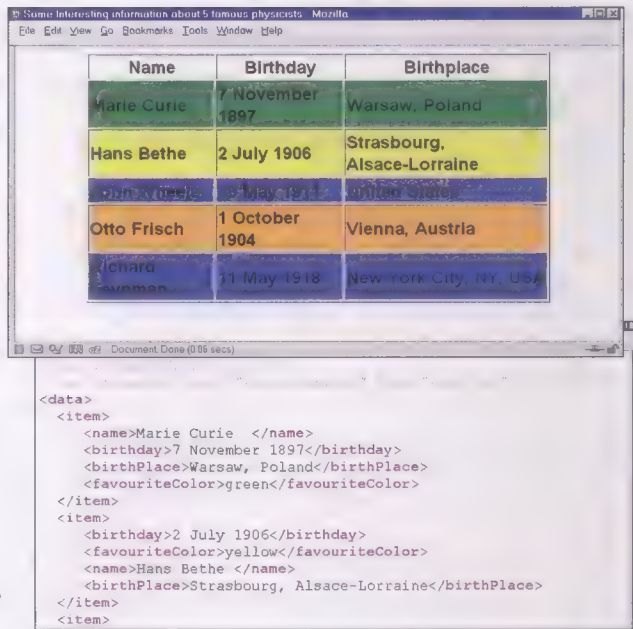 Some Interesting information about 5 famous physicists - Mozilla
File Edit View Go Bookmarks Tools Window Help
Name Birthday Birthplace
Marie Curie 7 November 1897 Warsaw, Poland
Hans Bethe 2 July 1906 Strasbourg, Alsace-Lorraine
May United States
Otto Frisch 1 October 1904 Vienna, Austria
Richard 11 May 1918 New York City, NY, USA
Document: Done (0.06 secs)
<data>
<item>
<name>Marie Curie </name>
<birthday>7 November 1897</birthday>
<birthPlace>Warsaw, Poland</birthPlace>
<favouriteColor>green</favouriteColor>
</item>
<item>
<birthday>2 July 1906</birthday>
<favouriteColor>yellow</favouriteColor>
<name>Hans Bethe </name>
<birthPlace>Strasbourg, Alsace-Lorraine</birthPlace>
</item>
<item>